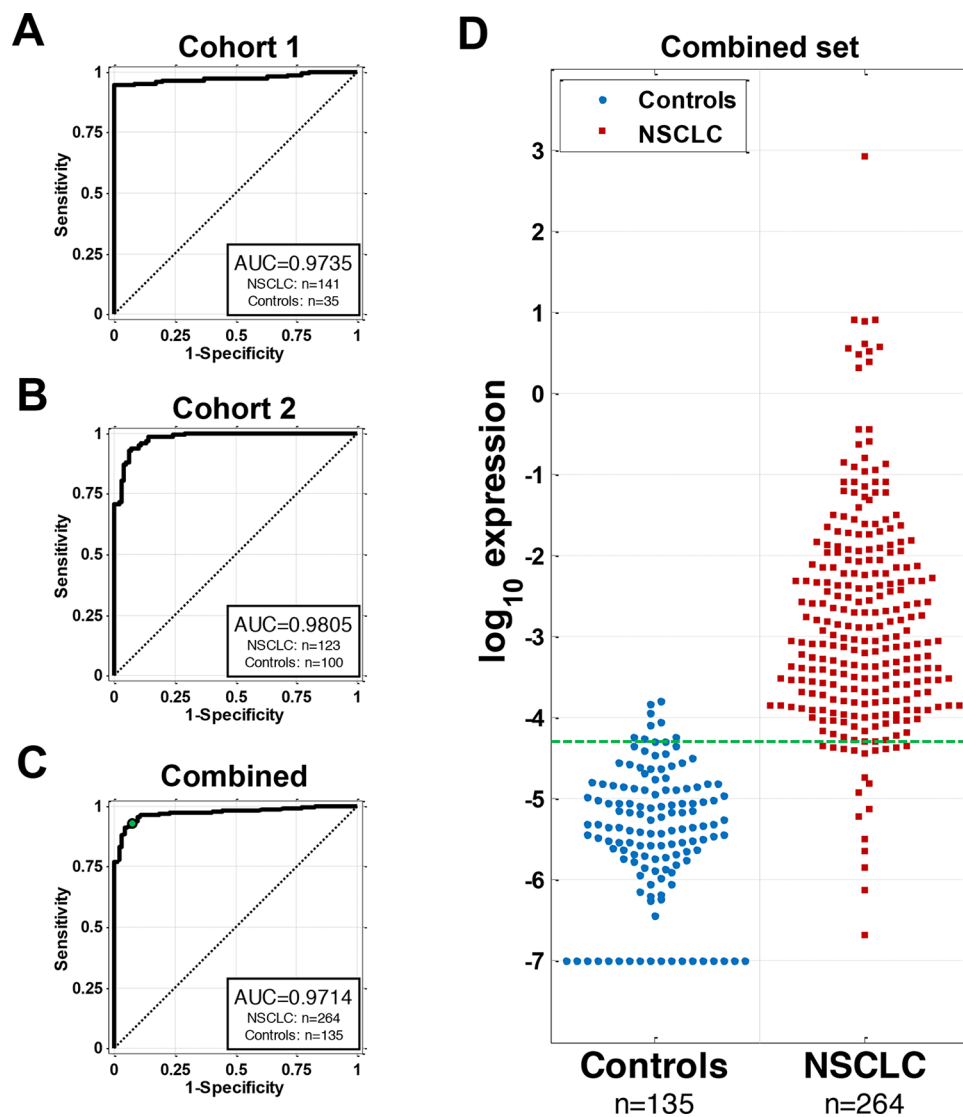 A
Cohort 1
1
0.75
0.5
0.25
0
Sensitivity
AUC=0.9735
NSCLC: n=141
Controls: n=35
0 0.25 0.5 0.75 1
1-Specificity
B
Cohort 2
1
0.75
0.5
0.25
0
Sensitivity
AUC=0.9805
NSCLC: n=123
Controls: n=100
0 0.25 0.5 0.75 1
1-Specificity
C
Combined
1
0.75
0.5
0.25
0
Sensitivity
AUC=0.9714
NSCLC: n=264
Controls: n=135
0 0.25 0.5 0.75 1
1-Specificity
D
Combined set
Controls
NSCLC
3
2
1
0
-1
-2
-3
-4
-5
-6
-7
log10 expression
Controls NSCLC
n=135 n=264